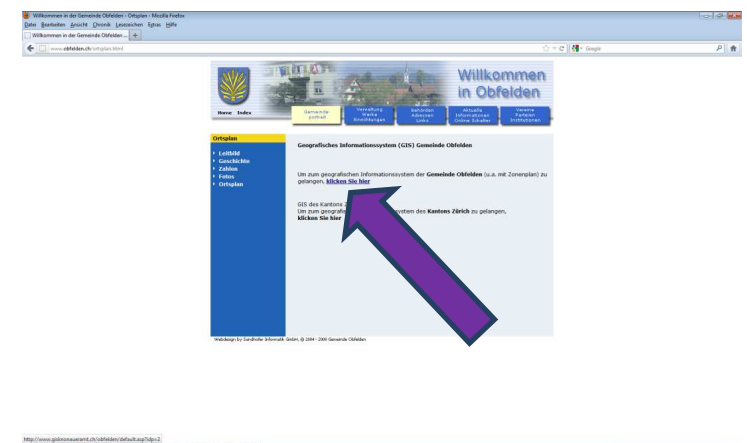 Willkommen in der Gemeinde Obfelden - Ortsplan - Mozilla Firefox
Datei Bearbeiten Ansicht Chronik Lesezeichen Extras Hilfe
Willkommen in der Gemeinde Obfelden ... +
www.obfelden.ch/ortsplan.html
Google
Willkommen
in Obfelden
Home Index
Gemeinde-
portrait
Verwaltung
Werke
Einrichtungen
Behörden
Adressen
Links
Aktuelle
Informationen
Online Schalter
Vereine
Parteien
Institutionen
Ortsplan
Leitbild
Geschichte
Zahlen
Fotos
Ortsplan
Geografisches Informationssystem (GIS) Gemeinde Obfelden
Um zum geografischen Informationssystem der Gemeinde Obfelden (u.a. mit Zonenplan) zu
gelangen, klicken Sie hier
GIS des Kantons
Um zum geografi ystem des Kantons Zürich zu gelangen,
klicken Sie hier
Webdesign by Sandhofer Informatik GmbH, © 2004 - 2008 Gemeinde Obfelden
http://www.gisknonaueramt.ch/obfelden/default.asp?idp=2